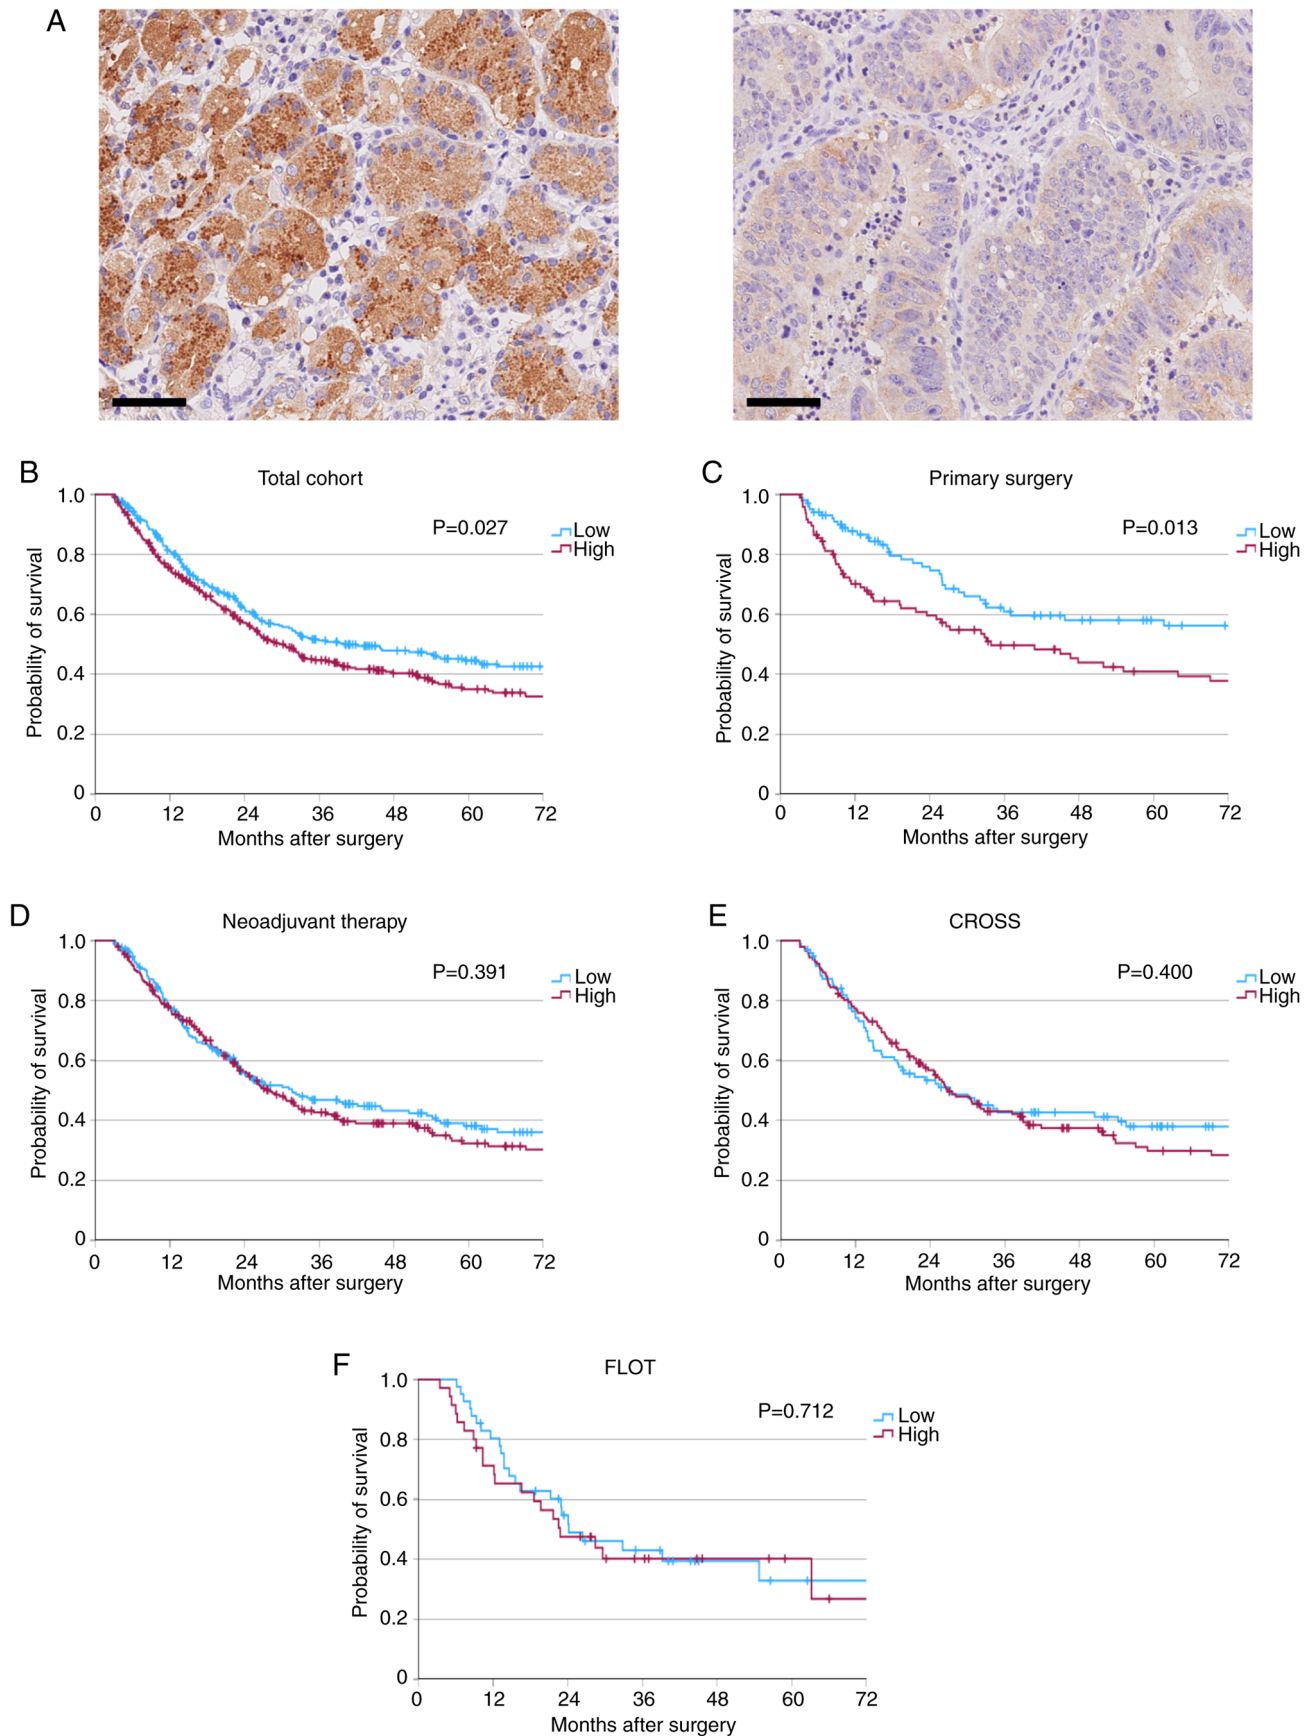 A
B
Total cohort
P=0.027
Low
High
Probability of survival
1.0
0.8
0.6
0.4
0.2
0
0 12 24 36 48 60 72
Months after surgery
C
Primary surgery
P=0.013
Low
High
Probability of survival
1.0
0.8
0.6
0.4
0.2
0
0 12 24 36 48 60 72
Months after surgery
D
Neoadjuvant therapy
P=0.391
Low
High
Probability of survival
1.0
0.8
0.6
0.4
0.2
0
0 12 24 36 48 60 72
Months after surgery
E
CROSS
P=0.400
Low
High
Probability of survival
1.0
0.8
0.6
0.4
0.2
0
0 12 24 36 48 60 72
Months after surgery
F
FLOT
P=0.712
Low
High
Probability of survival
1.0
0.8
0.6
0.4
0.2
0
0 12 24 36 48 60 72
Months after surgery